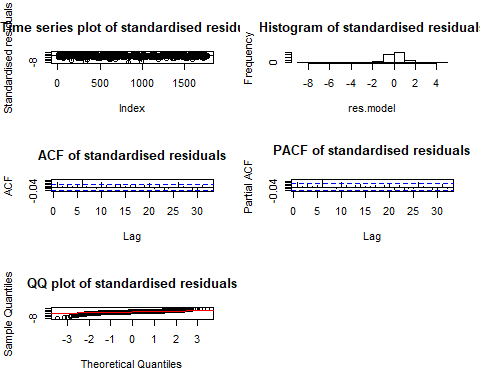 Time series plot of standardised resid
Standardised residuals
-8
0 500 1000 1500
Index
Histogram of standardised residuals
Frequency
0
-8 -6 -4 -2 0 2 4
res.model
ACF of standardised residuals
ACF
-0.04
0 5 10 15 20 25 30
Lag
PACF of standardised residuals
Partial ACF
-0.04
0 5 10 15 20 25 30
Lag
QQ plot of standardised residuals
Sample Quantiles
-8
-3 -2 -1 0 1 2 3
Theoretical Quantiles